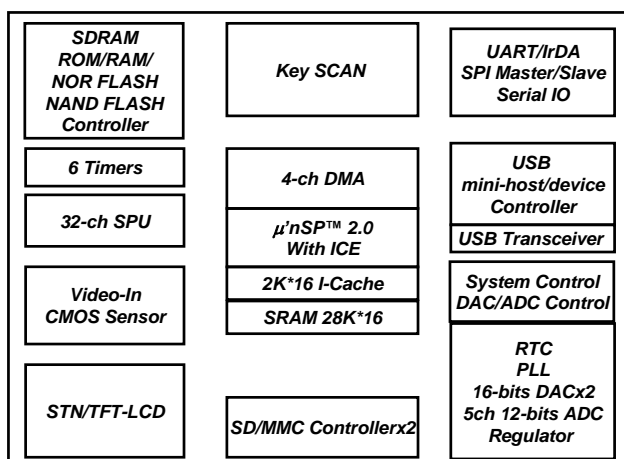 SDRAM
ROM/RAM/
NOR FLASH
NAND FLASH
Controller
6 Timers
32-ch SPU
Video-In
CMOS Sensor
STN/TFT-LCD
Key SCAN
4-ch DMA
μ'nSP™ 2.0
With ICE
2K*16 I-Cache
SRAM 28K*16
SD/MMC Controllerx2
UART/IrDA
SPI Master/Slave
Serial IO
USB
mini-host/device
Controller
USB Transceiver
System Control
DAC/ADC Control
RTC
PLL
16-bits DACx2
5ch 12-bits ADC
Regulator